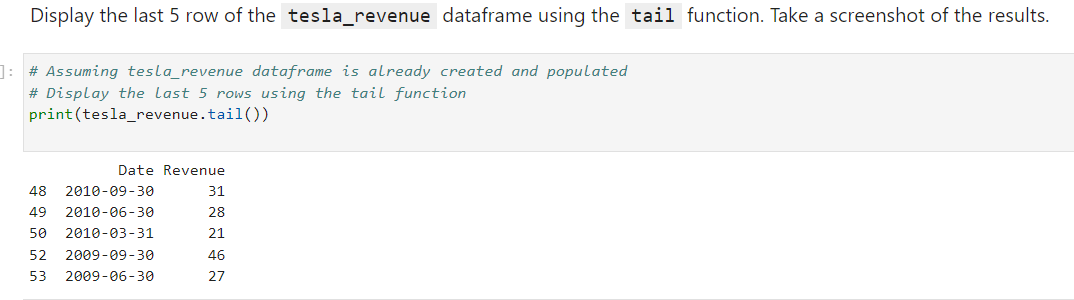 Display the last 5 row of the tesla_revenue dataframe using the tail function. Take a screenshot of the results.
]: # Assuming tesla_revenue dataframe is already created and populated
# Display the last 5 rows using the tail function
print(tesla_revenue.tail())
Date Revenue
48 2010-09-30 31
49 2010-06-30 28
50 2010-03-31 21
52 2009-09-30 46
53 2009-06-30 27